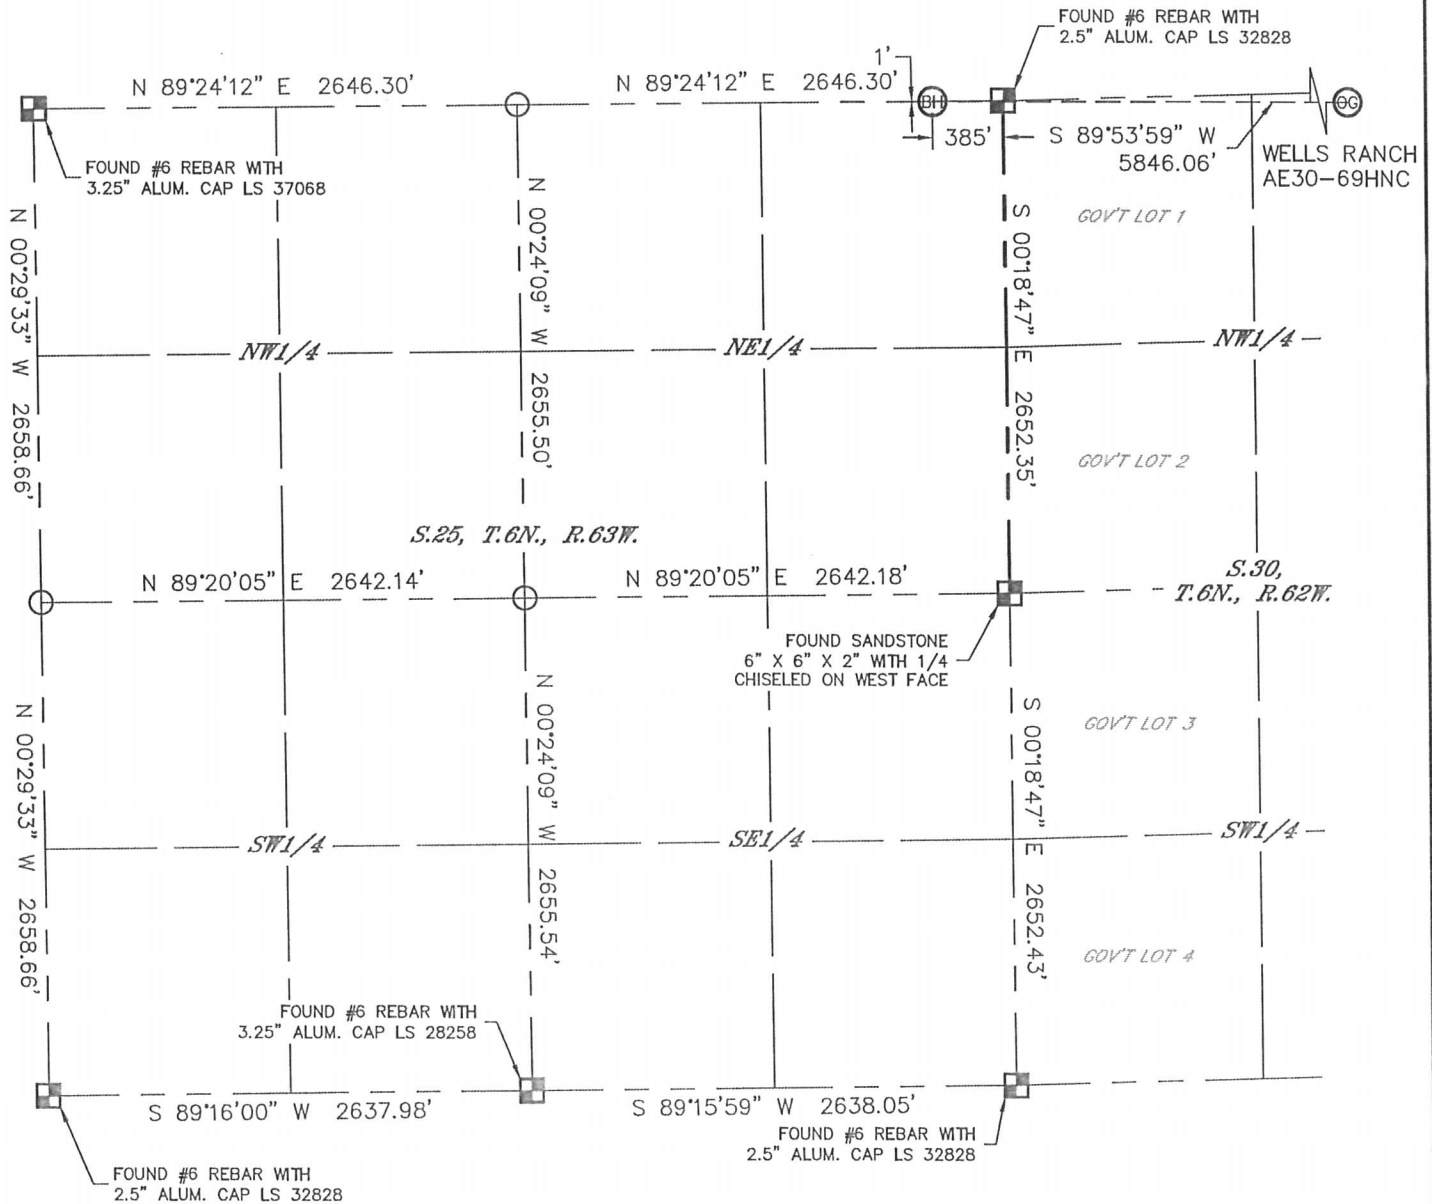 FOUND #6 REBAR WITH
2.5" ALUM. CAP LS 32828
1'
N 89°24'12" E 2646.30'
N 89°24'12" E 2646.30'
BH
OG
385'
S 89°53'59" W
5846.06'
WELLS RANCH
AE30-69HNC
FOUND #6 REBAR WITH
3.25" ALUM. CAP LS 37068
GOV'T LOT 1
N 00°29'33" W 2658.66'
N 00°24'09" W 2655.50'
S 00°18'47" E 2652.35'
NW1/4
NE1/4
NW1/4
GOV'T LOT 2
S.25, T.6N., R.63W.
N 89°20'05" E 2642.14'
N 89°20'05" E 2642.18'
S.30,
T.6N., R.62W.
FOUND SANDSTONE
6" X 6" X 2" WITH 1/4
CHISELED ON WEST FACE
GOV'T LOT 3
N 00°29'33" W 2658.66'
N 00°24'09" W 2655.54'
S 00°18'47" E 2652.43'
SW1/4
SE1/4
SW1/4
GOV'T LOT 4
FOUND #6 REBAR WITH
3.25" ALUM. CAP LS 28258
S 89°16'00" W 2637.98'
S 89°15'59" W 2638.05'
FOUND #6 REBAR WITH
2.5" ALUM. CAP LS 32828
FOUND #6 REBAR WITH
2.5" ALUM. CAP LS 32828